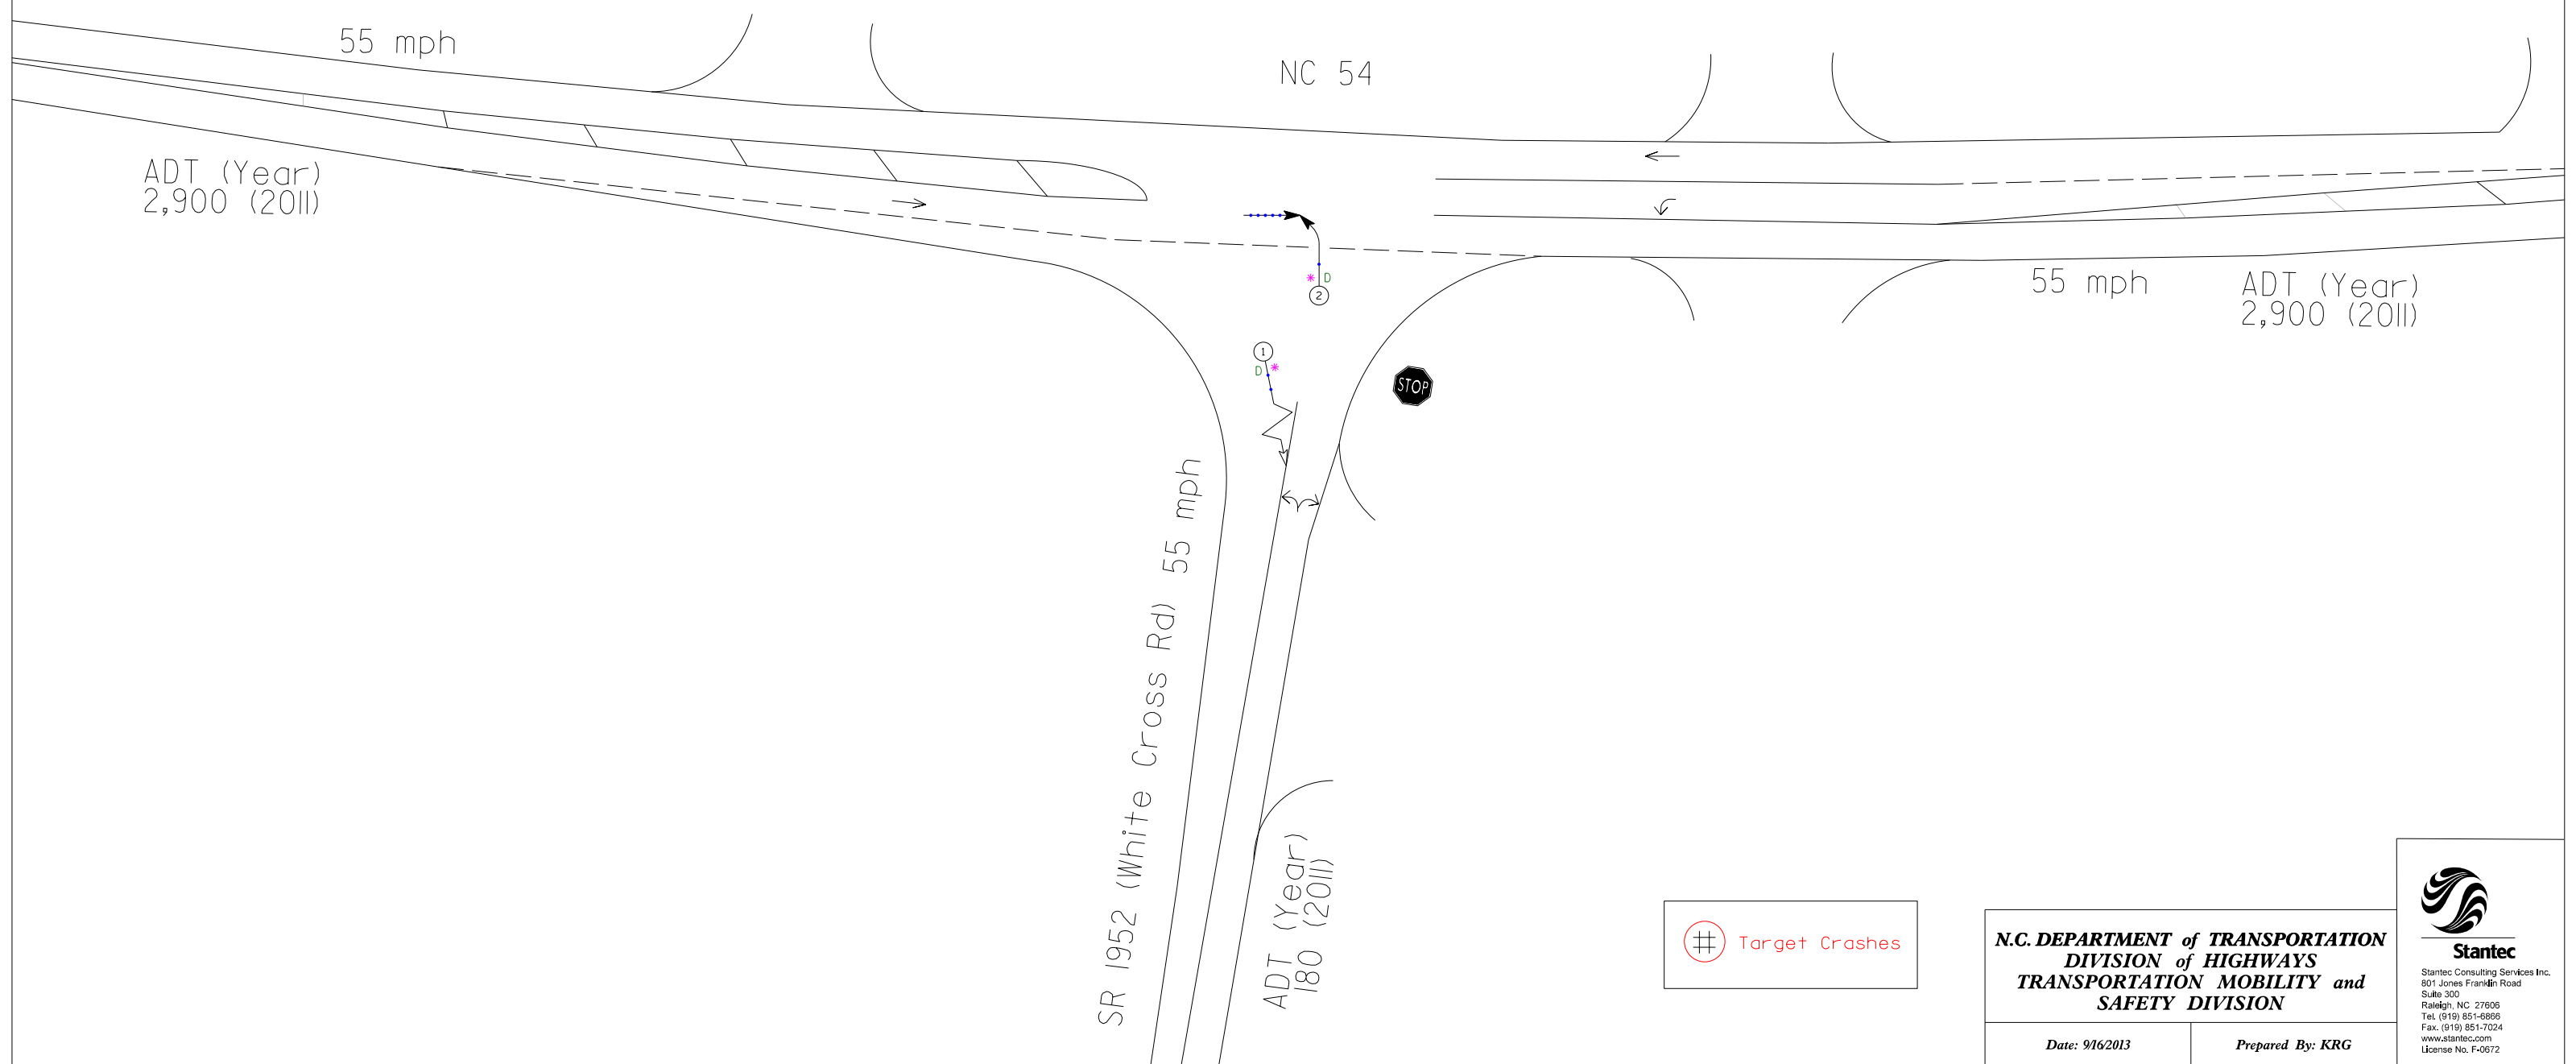 55 mph
NC 54
ADT (Year)
2,900 (2011)
D
2
55 mph
ADT (Year)
2,900 (2011)
1
D
STOP
SR 1952 (White Cross Rd) 55 mph
ADT (Year)
180 (2011)
# Target Crashes
N.C. DEPARTMENT of TRANSPORTATION
DIVISION of HIGHWAYS
TRANSPORTATION MOBILITY and
SAFETY DIVISION
Date: 9/16/2013
Prepared By: KRG
Stantec
Stantec Consulting Services Inc.
801 Jones Franklin Road
Suite 300
Raleigh, NC 27606
Tel. (919) 851-6866
Fax. (919) 851-7024
www.stantec.com
License No. F-0672